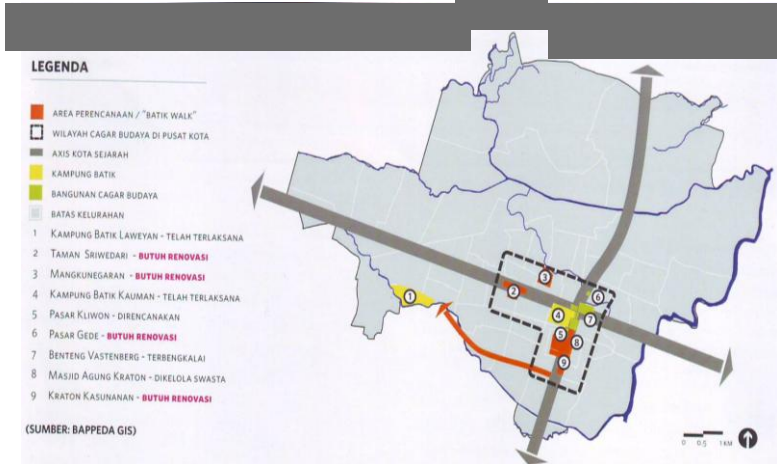 LEGENDA
AREA PERENCANAAN / "BATIK WALK"
WILAYAH CAGAR BUDAYA DI PUSAT KOTA
AXIS KOTA SEJARAH
KAMPUNG BATIK
BANGUNAN CAGAR BUDAYA
BATAS KELURAHAN
1 KAMPUNG BATIK LAWEYAN - TELAH TERLAKSANA
2 TAMAN SRIWEDARI - BUTUH RENOVASI
3 MANGKUNEGARAN - BUTUH RENOVASI
4 KAMPUNG BATIK KAUMAN - TELAH TERLAKSANA
5 PASAR KLIWON - DIRENCANAKAN
6 PASAR GEDE - BUTUH RENOVASI
7 BENTENG VASTENBERG - TERBENGKALAI
8 MASJID AGUNG KRATON - DIKELOLA SWASTA
9 KRATON KASUNANAN - BUTUH RENOVASI
(SUMBER: BAPPEDA GIS)
3
2
6
1
4
7
5
8
9
0 0,5 1 KM